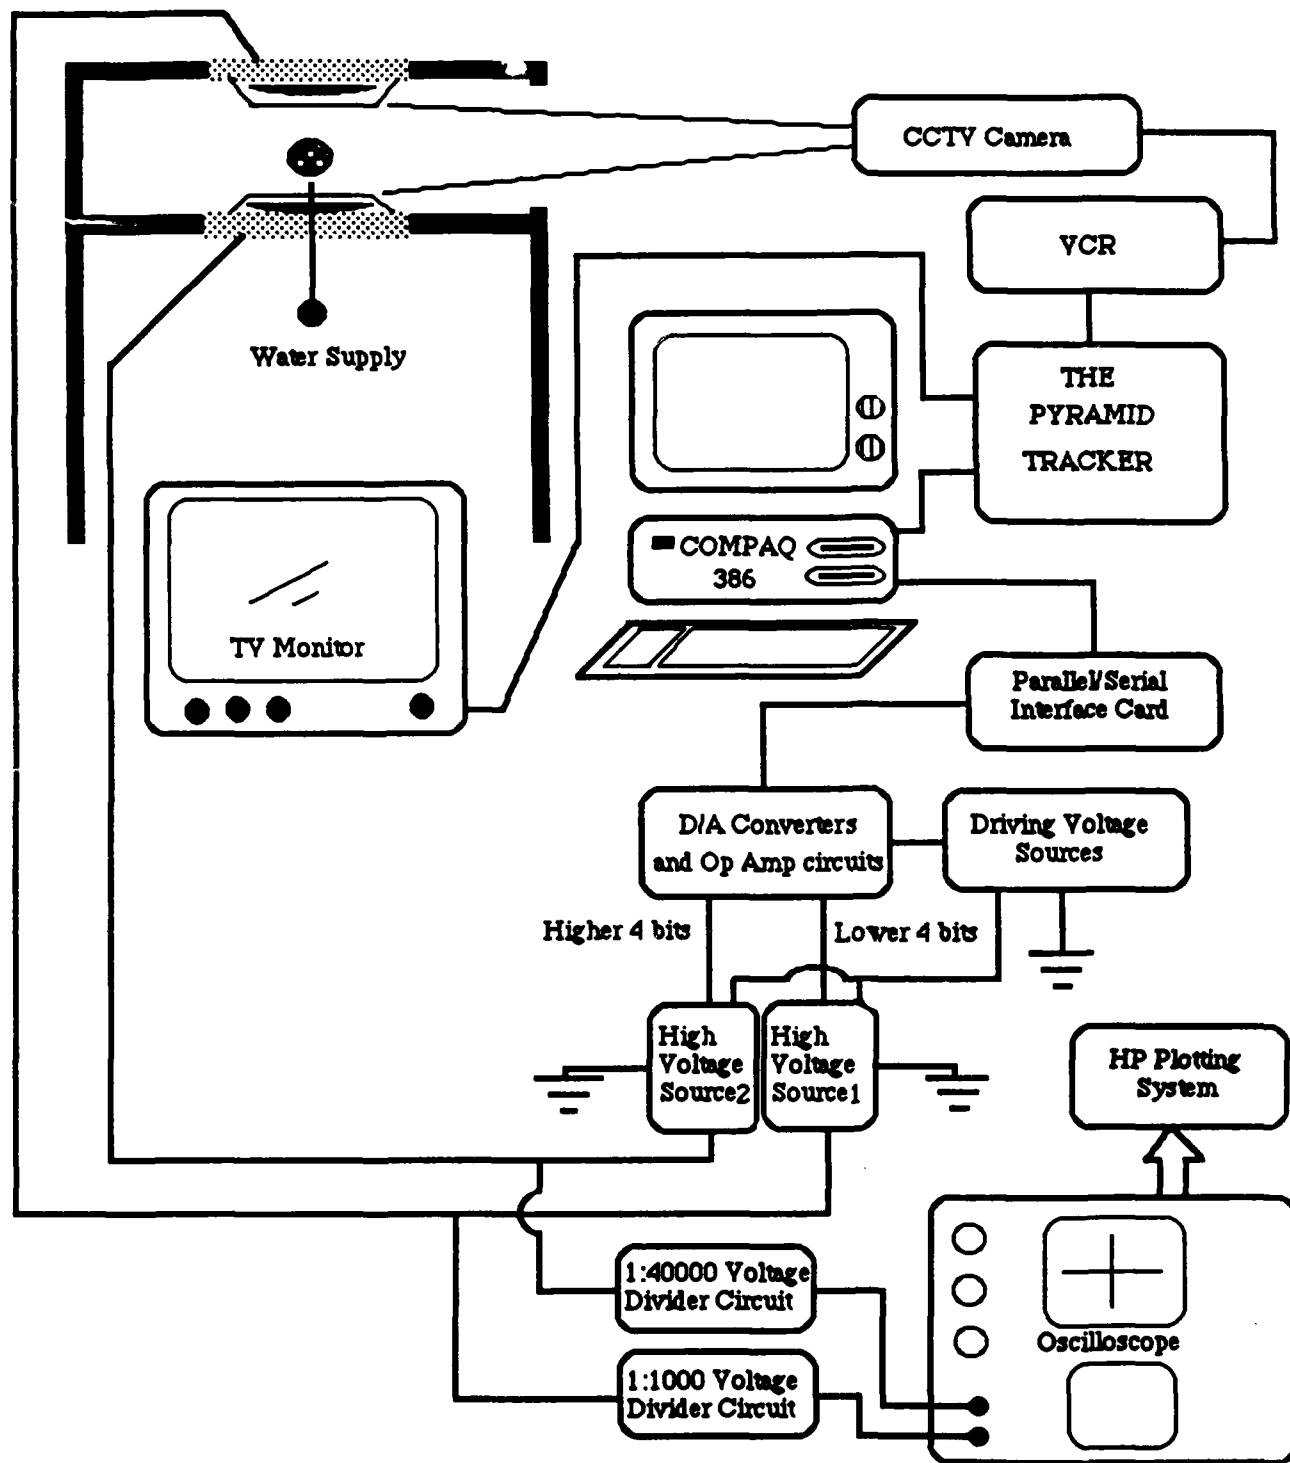 CCTV Camera
VCR
Water Supply
THE
PYRAMID
TRACKER
COMPAQ
386
TV Monitor
Parallel/Serial
Interface Card
D/A Converters
and Op Amp circuits
Driving Voltage
Sources
Higher 4 bits
Lower 4 bits
High
Voltage
Source2
High
Voltage
Source1
HP Plotting
System
1:40000 Voltage
Divider Circuit
Oscilloscope
1:1000 Voltage
Divider Circuit